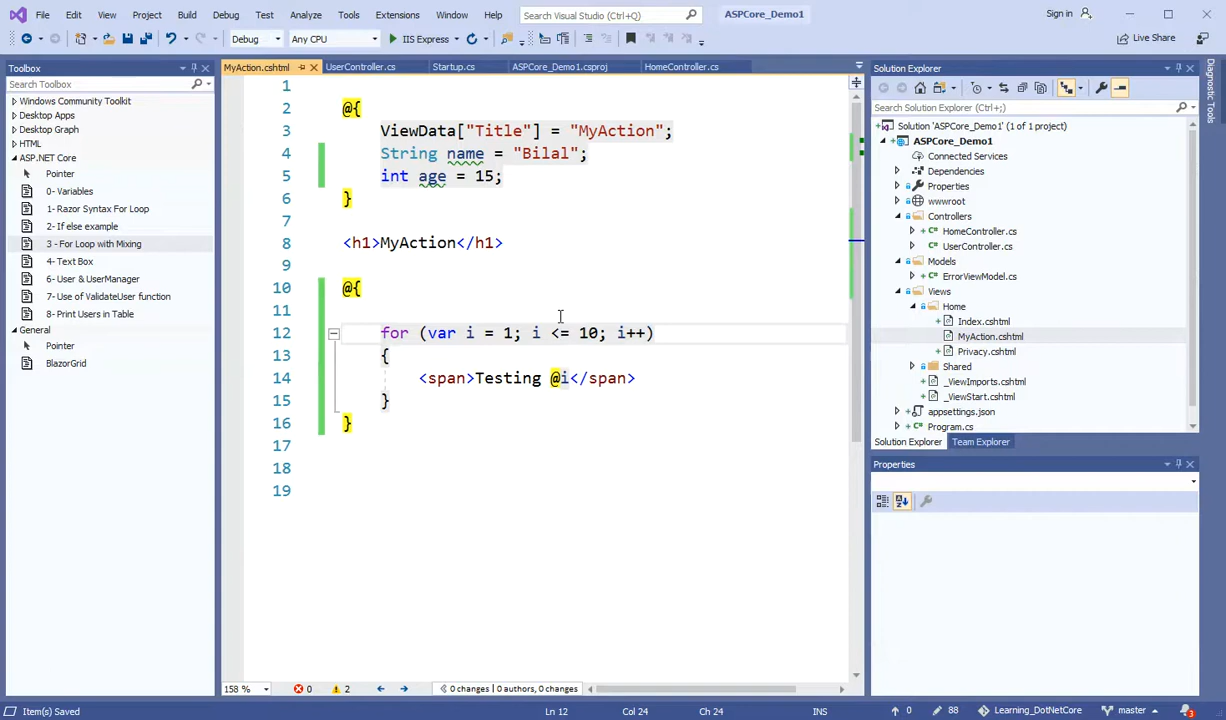 File Edit View Project Build Debug Test Analyze Tools Extensions Window Help Search Visual Studio (Ctrl+Q) ASPCore_Demo1 Sign in
Debug Any CPU IIS Express Live Share
Toolbox
Search Toolbox
Windows Community Toolkit
Desktop Apps
Desktop Graph
HTML
ASP.NET Core
Pointer
0- Variables
1- Razor Syntax For Loop
2- If else example
3 - For Loop with Mixing
4- Text Box
6- User & UserManager
7- Use of ValidateUser function
8- Print Users in Table
General
Pointer
BlazorGrid
MyAction.cshtml UserController.cs Startup.cs ASPCore_Demo1.csproj HomeController.cs
1
2 @{
3 ViewData["Title"] = "MyAction";
4 String name = "Bilal";
5 int age = 15;
6 }
7
8 <h1>MyAction</h1>
9
10 @{
11
12 for (var i = 1; i <= 10; i++)
13 {
14 <span>Testing @i</span>
15 }
16 }
17
18
19
158 % 0 2 0 changes | 0 authors, 0 changes
Solution Explorer
Search Solution Explorer (Ctrl+;)
Solution 'ASPCore_Demo1' (1 of 1 project)
ASPCore_Demo1
Connected Services
Dependencies
Properties
wwwroot
Controllers
HomeController.cs
UserController.cs
Models
ErrorViewModel.cs
Views
Home
Index.cshtml
MyAction.cshtml
Privacy.cshtml
Shared
_ViewImports.cshtml
_ViewStart.cshtml
appsettings.json
Program.cs
Solution Explorer Team Explorer
Properties
Diagnostic Tools
Item(s) Saved Ln 12 Col 24 Ch 24 INS 0 88 Learning_DotNetCore master